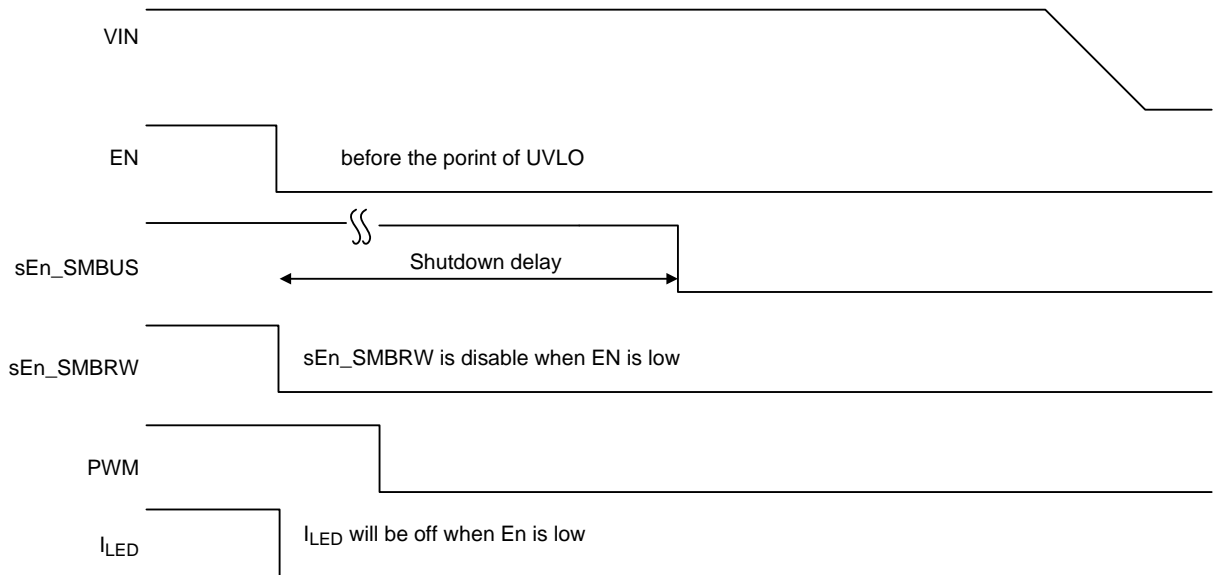 VIN
EN
before the porint of UVLO
sEn_SMBUS
Shutdown delay
sEn_SMBRW
sEn_SMBRW is disable when EN is low
PWM
ILED
ILED will be off when En is low